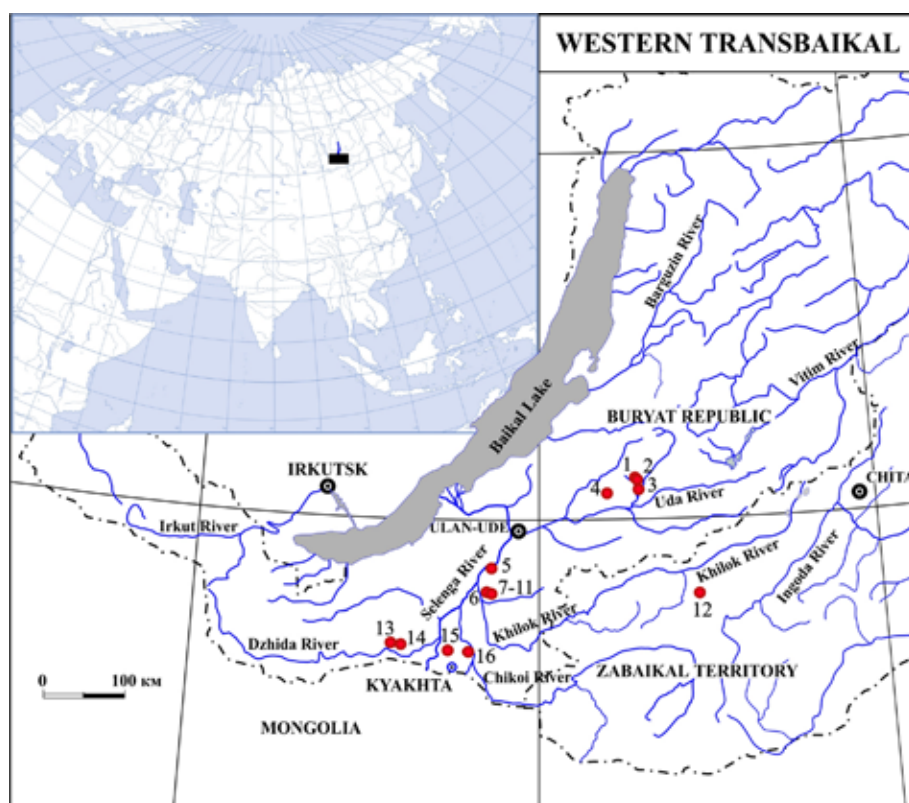 WESTERN TRANSBAIKAL
Barguzin River
Vitim River
Baikal Lake
BURYAT REPUBLIC
IRKUTSK
1
2
CHITA
4
3
Uda River
Irkut River
ULAN-UDE
Selenga River
5
Khilok River
Ingoda River
6
7-11
12
Khilok River
13
14
15
16
Dzhida River
Chikoi River
ZABAIKAL TERRITORY
KYAKHTA
0
100 км
MONGOLIA